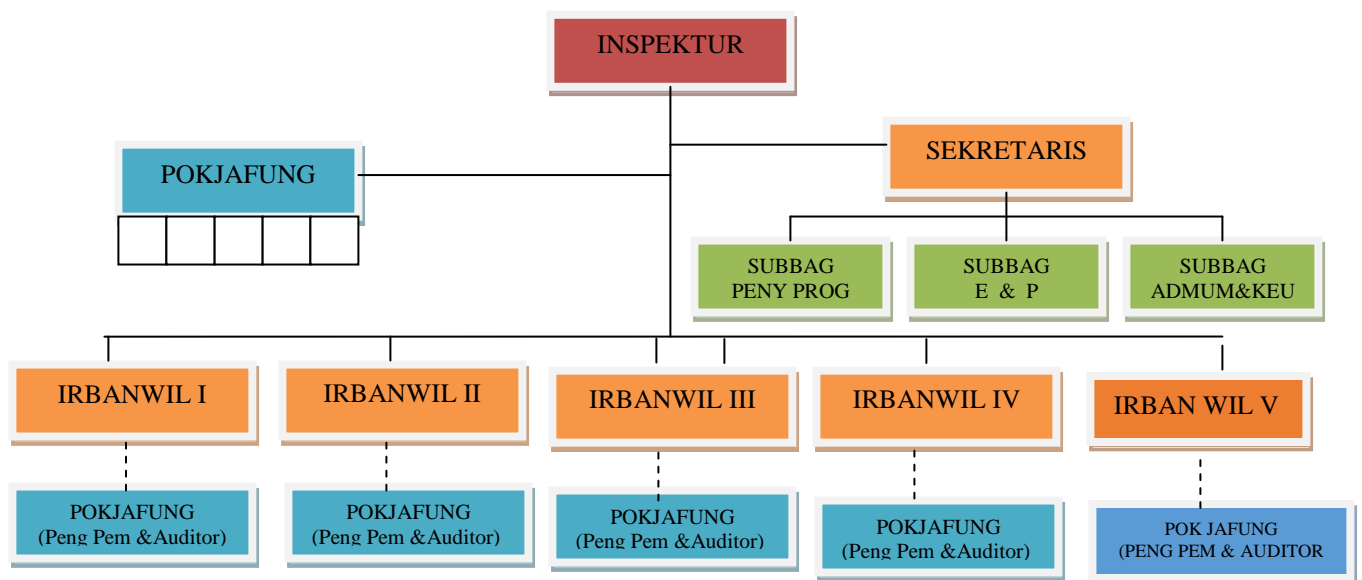 INSPEKTUR
SEKRETARIS
POKJAFUNG
SUBBAG
PENY PROG
SUBBAG
E & P
SUBBAG
ADMUM&KEU
IRBANWIL I
IRBANWIL II
IRBANWIL III
IRBANWIL IV
IRBAN WIL V
POKJAFUNG
(Peng Pem &Auditor)
POKJAFUNG
(Peng Pem &Auditor)
POKJAFUNG
(Peng Pem &Auditor)
POKJAFUNG
(Peng Pem &Auditor)
POK JAFUNG
(PENG PEM & AUDITOR